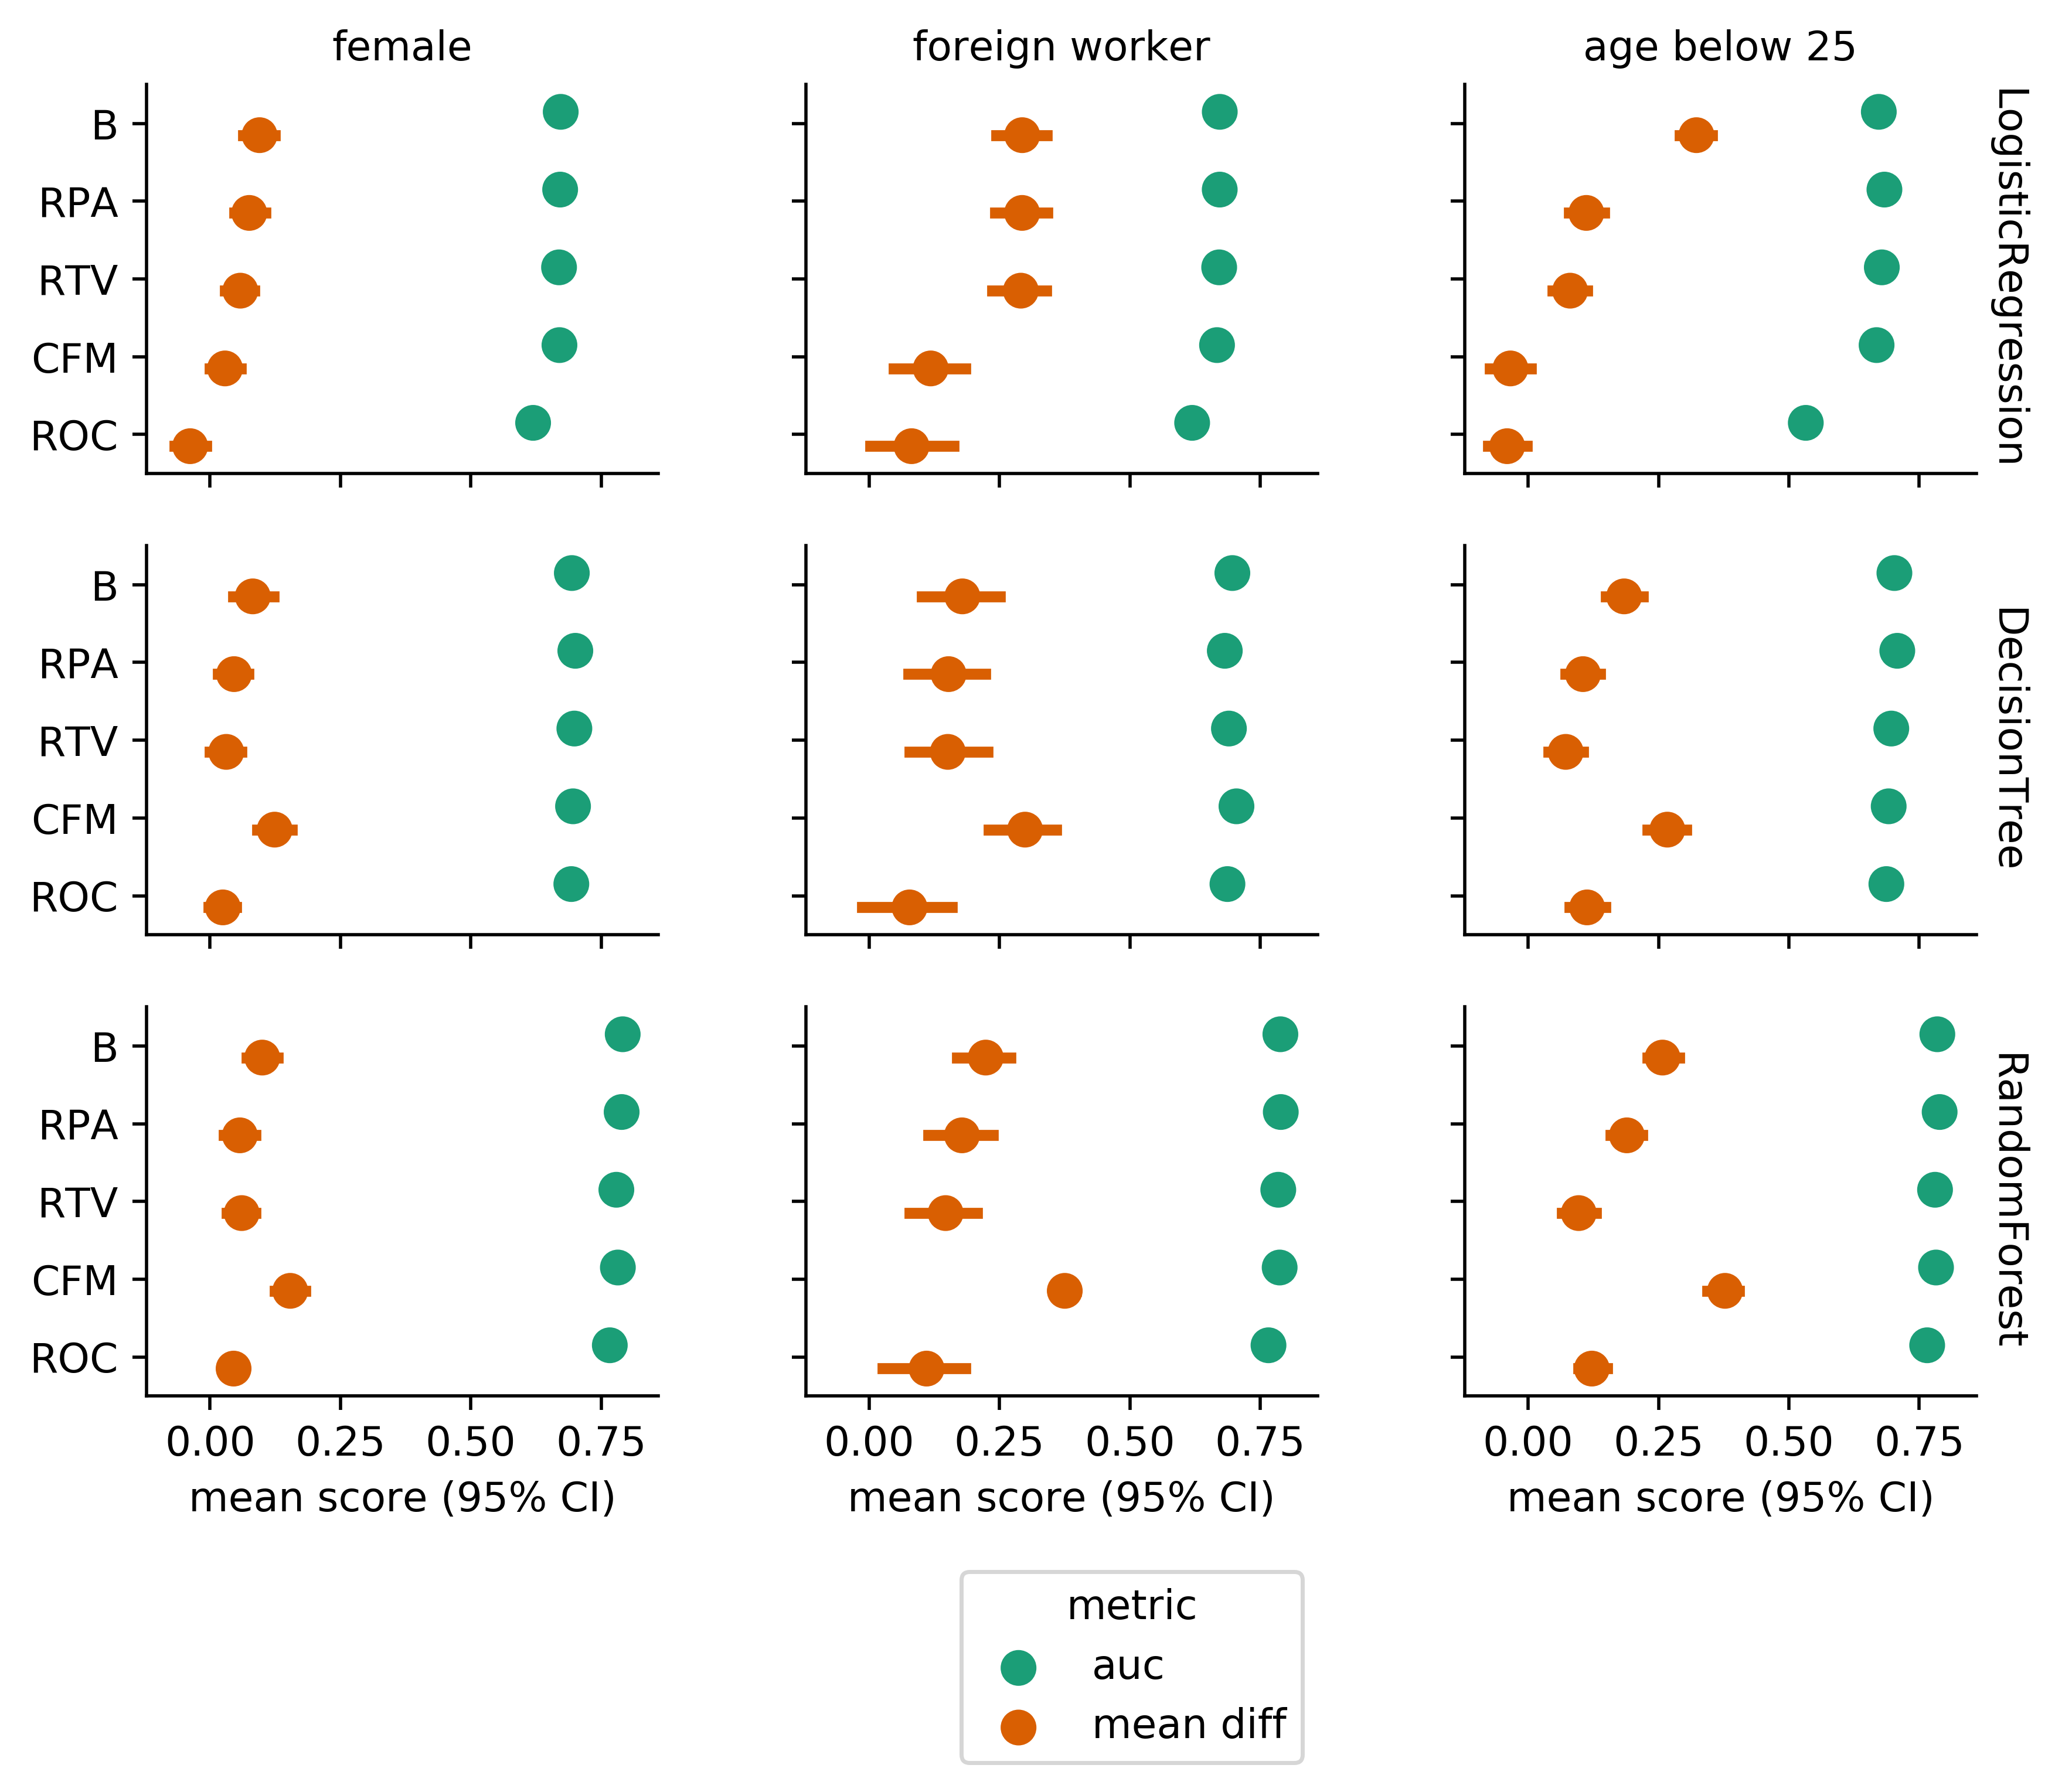 female foreign worker age below 25
B
RPA
RTV
CFM
ROC
LogisticRegression
B
RPA
RTV
CFM
ROC
DecisionTree
B
RPA
RTV
CFM
ROC
RandomForest
0.00 0.25 0.50 0.75 0.00 0.25 0.50 0.75 0.00 0.25 0.50 0.75
mean score (95% CI) mean score (95% CI) mean score (95% CI)
metric
auc
mean diff